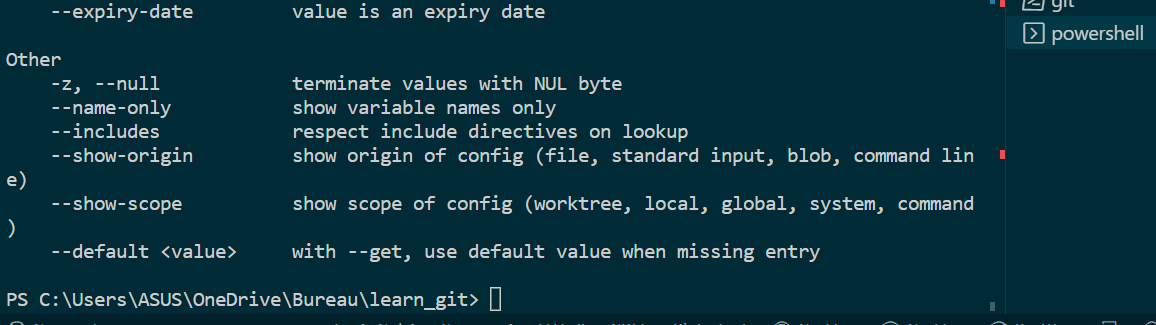 --expiry-date value is an expiry date
git
powershell
Other
-z, --null terminate values with NUL byte
--name-only show variable names only
--includes respect include directives on lookup
--show-origin show origin of config (file, standard input, blob, command lin
e)
--show-scope show scope of config (worktree, local, global, system, command
)
--default <value> with --get, use default value when missing entry
PS C:\Users\ASUS\OneDrive\Bureau\learn_git>